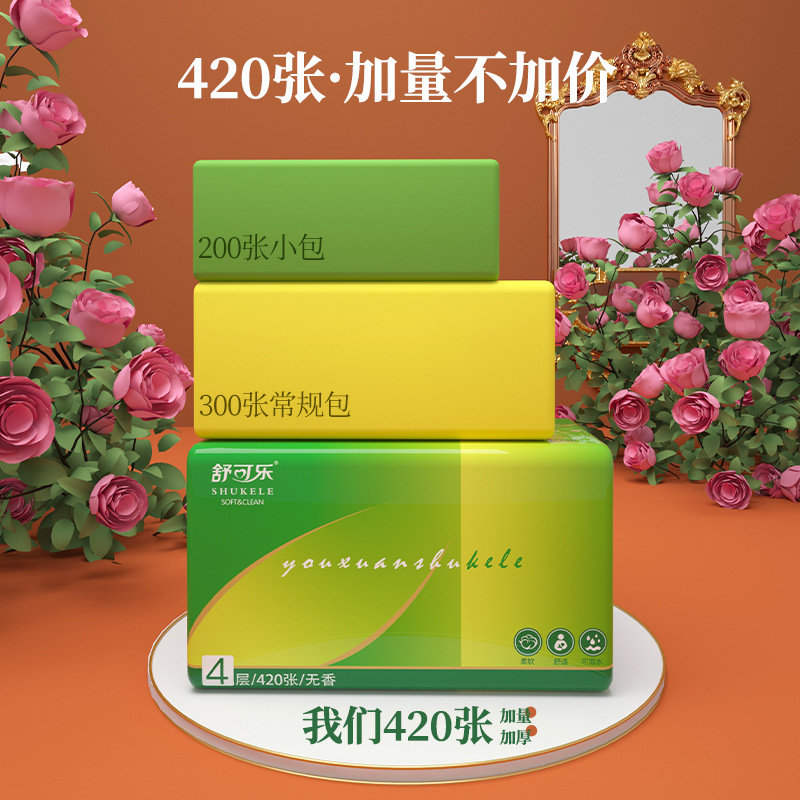 420张·加量不加价
200张小包
300张常规包
舒可乐®
SHUKELE
SOFT&CLEAN
youxuanshukele
柔肤 舒适 可湿水
4层/420张/无香
我们420张
加量
加厚